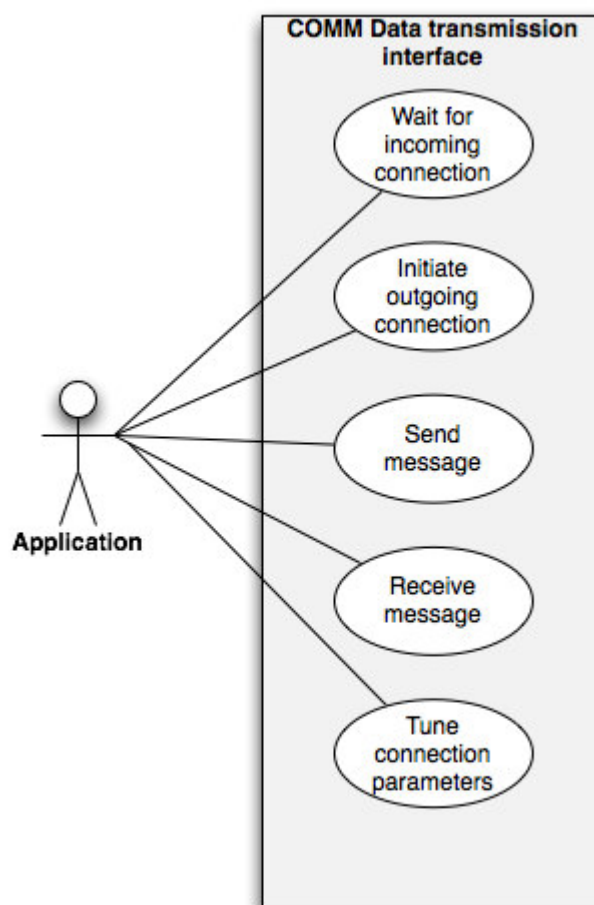 COMM Data transmission
interface
Wait for
incoming
connection
Initiate
outgoing
connection
Send
message
Receive
message
Tune
connection
parameters
Application